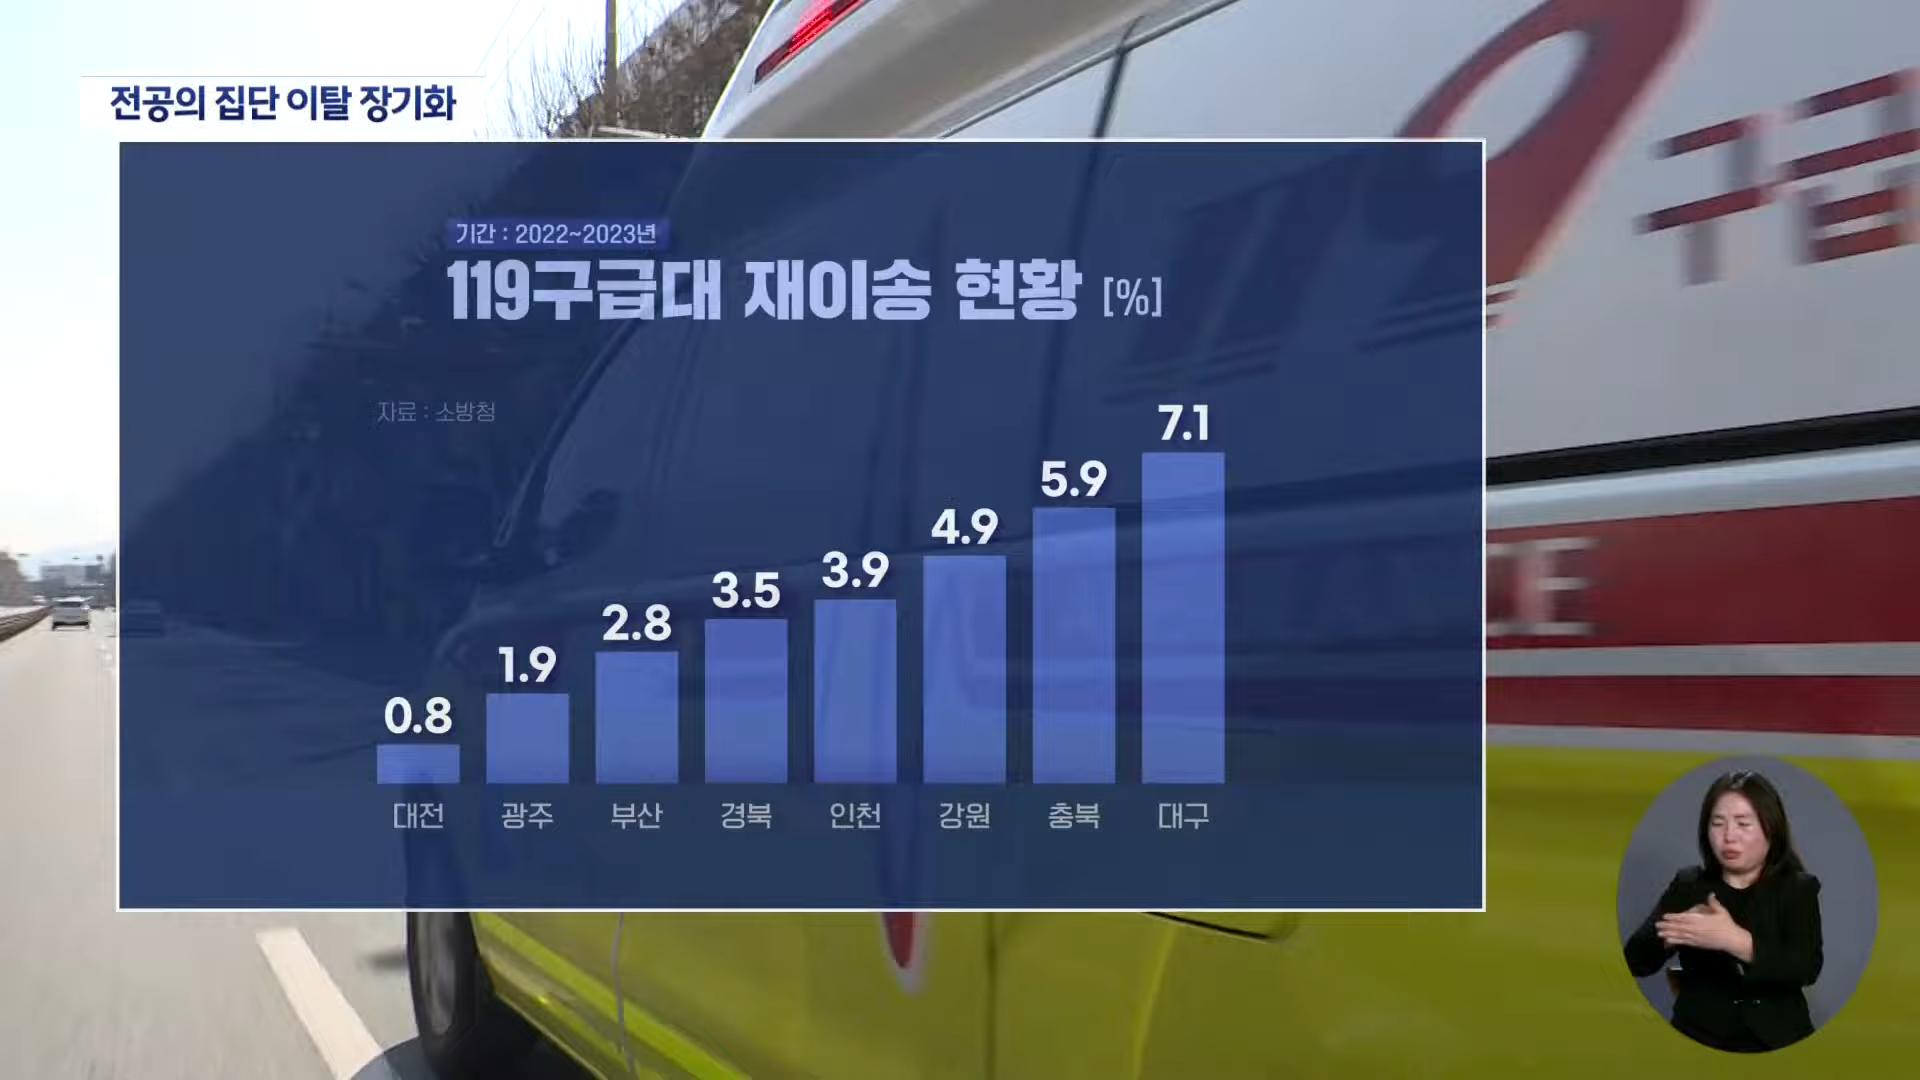 전공의 집단 이탈 장기화
기간 : 2022~2023년
119구급대 재이송 현황 [%]
자료 : 소방청
0.8 1.9 2.8 3.5 3.9 4.9 5.9 7.1
대전 광주 부산 경북 인천 강원 충북 대구
구급